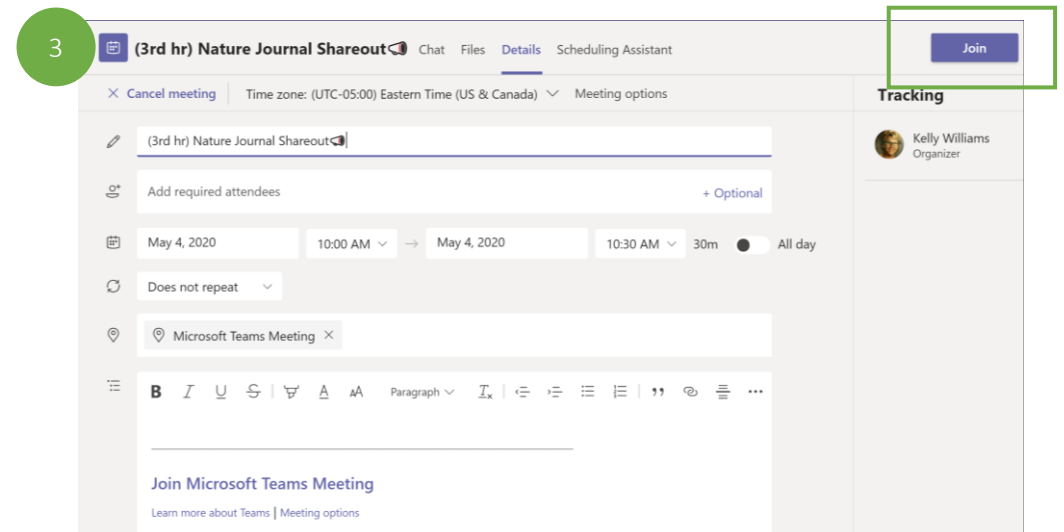 3
(3rd hr) Nature Journal Shareout Chat Files Details Scheduling Assistant Join
Cancel meeting Time zone: (UTC-05:00) Eastern Time (US & Canada) Meeting options
Tracking
(3rd hr) Nature Journal Shareout
Kelly Williams
Organizer
Add required attendees + Optional
May 4, 2020 10:00 AM → May 4, 2020 10:30 AM 30m All day
Does not repeat
Microsoft Teams Meeting
B I U S A AA Paragraph Tx
Join Microsoft Teams Meeting
Learn more about Teams | Meeting options